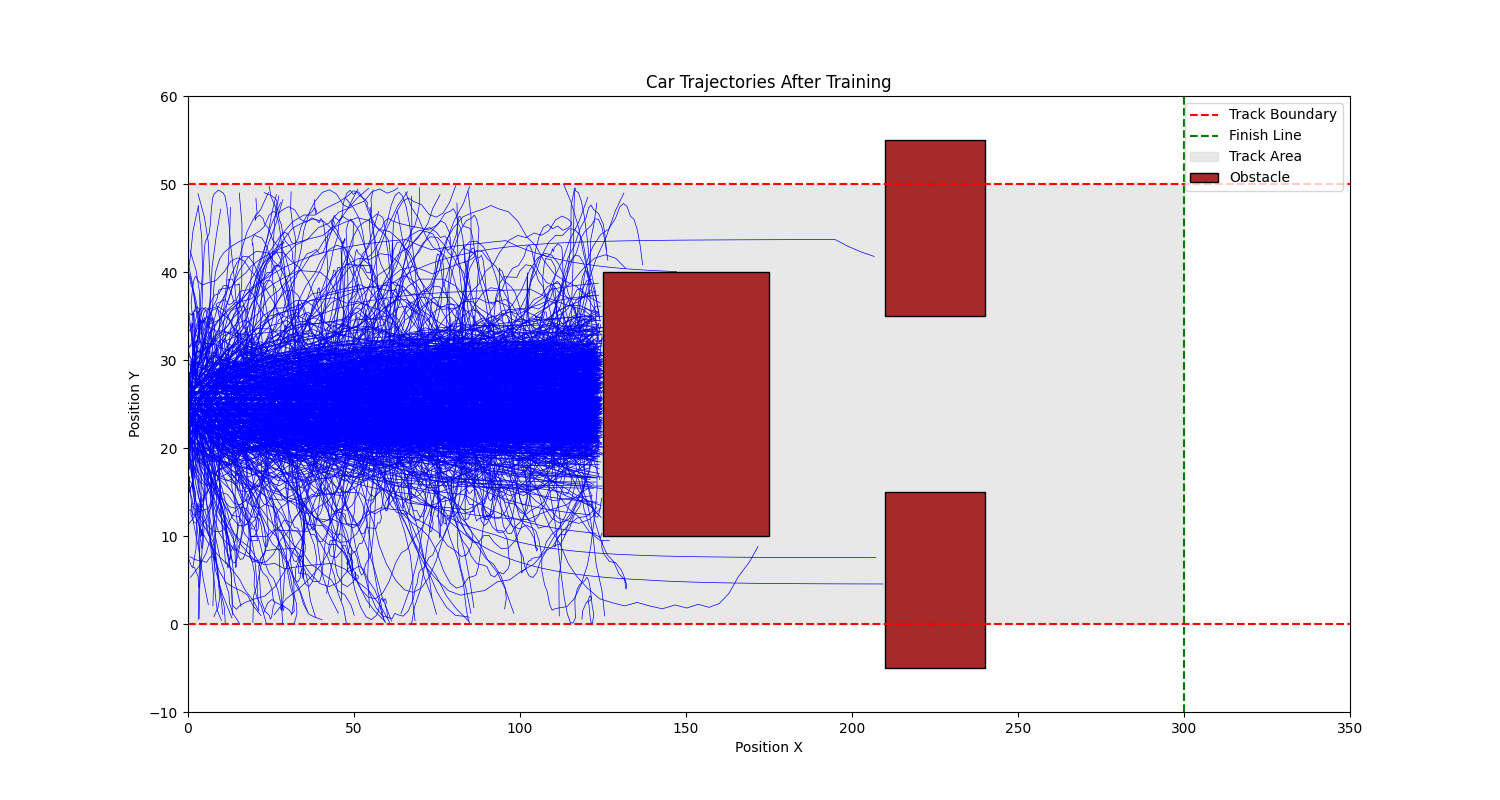 Car Trajectories After Training
60
50
40
30
20
10
0
−10
Position Y
Track Boundary
Finish Line
Track Area
Obstacle
0 50 100 150 200 250 300 350
Position X